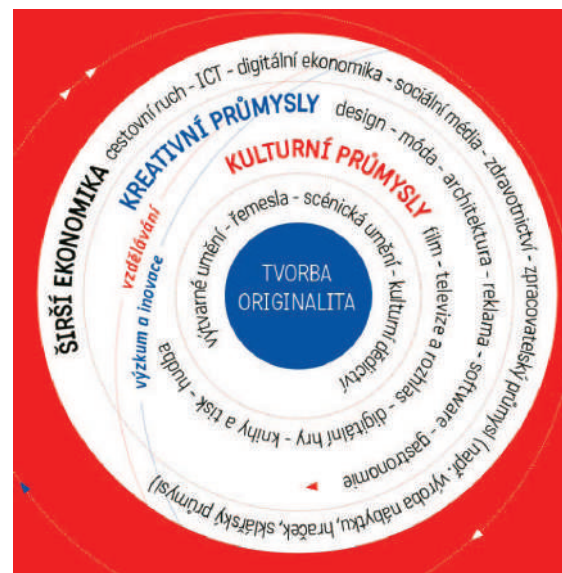 ŠIRŠÍ EKONOMIKA cestovní ruch - ICT - digitální ekonomika - sociální média - zdravotnictví - zpracovatelský průmysl (např. výroba nábytku, hraček, sklářský průmysl)
KREATIVNÍ PRŮMYSLY design - móda - architektura - reklama - software - gastronomie
KULTURNÍ PRŮMYSLY film - televize a rozhlas - digitální hry - knihy a tisk - hudba
výtvarné umění - řemesla - scénická umění - kulturní dědictví
TVORBA
ORIGINALITA
vzdělávání
výzkum a inovace